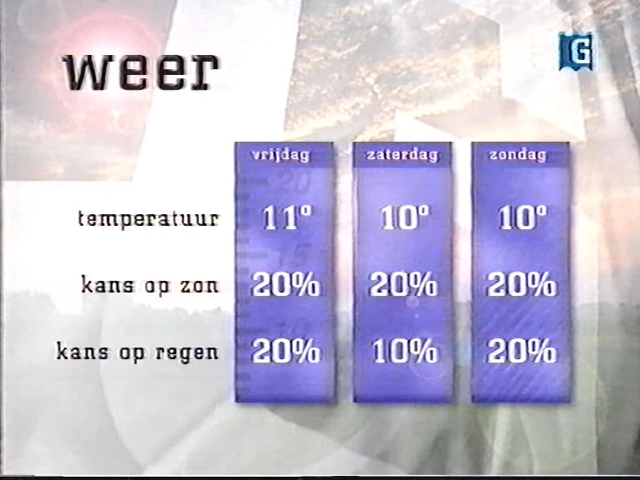 weer
G
vrijdag zaterdag zondag
temperatuur 11° 10° 10°
kans op zon 20% 20% 20%
kans op regen 20% 10% 20%